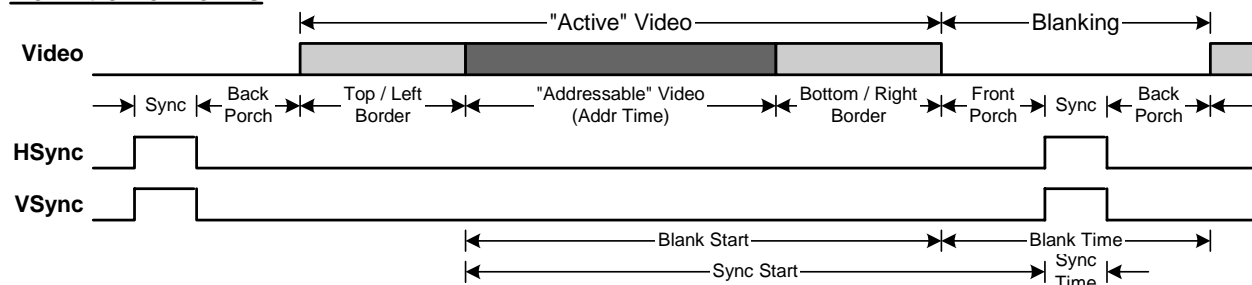 "Active" Video
Blanking
Video
Sync
Back
Porch
Top / Left
Border
"Addressable" Video
(Addr Time)
Bottom / Right
Border
Front
Porch
Sync
Back
Porch
HSync
VSync
Blank Start
Blank Time
Sync Start
Sync
Time